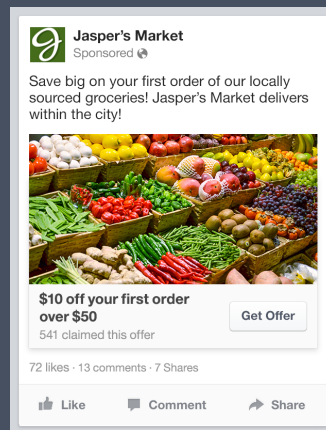 Jasper's Market
Sponsored
Save big on your first order of our locally
sourced groceries! Jasper's Market delivers
within the city!
$10 off your first order
over $50
Get Offer
541 claimed this offer
72 likes · 13 comments · 7 Shares
Like
Comment
Share